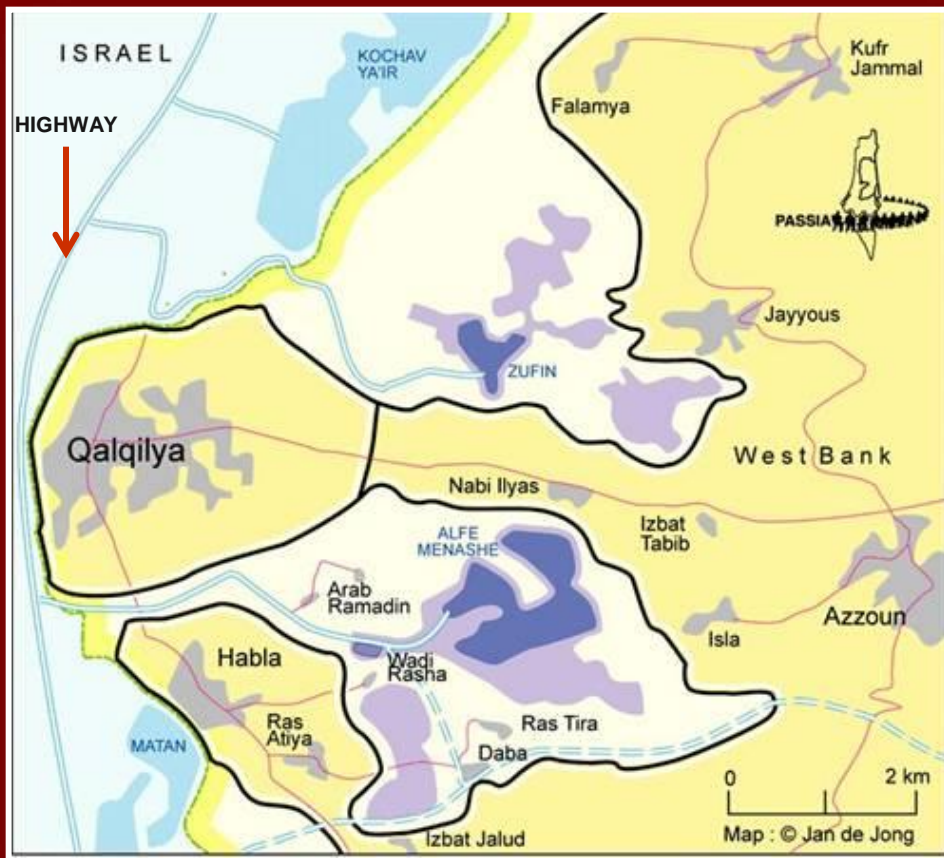 ISRAEL
KOCHAV
YA'IR
Kufr
Jammal
Falamya
HIGHWAY
PASSIA
Jayyous
ZUFIN
Qalqilya
West Bank
Nabi Ilyas
ALFE
MENASHE
Izbat
Tabib
Arab
Ramadin
Azzoun
Isla
Habla
Wadi
Rasha
Ras
Atiya
Ras Tira
MATAN
Daba
0 2 km
Izbat Jalud
Map : © Jan de Jong